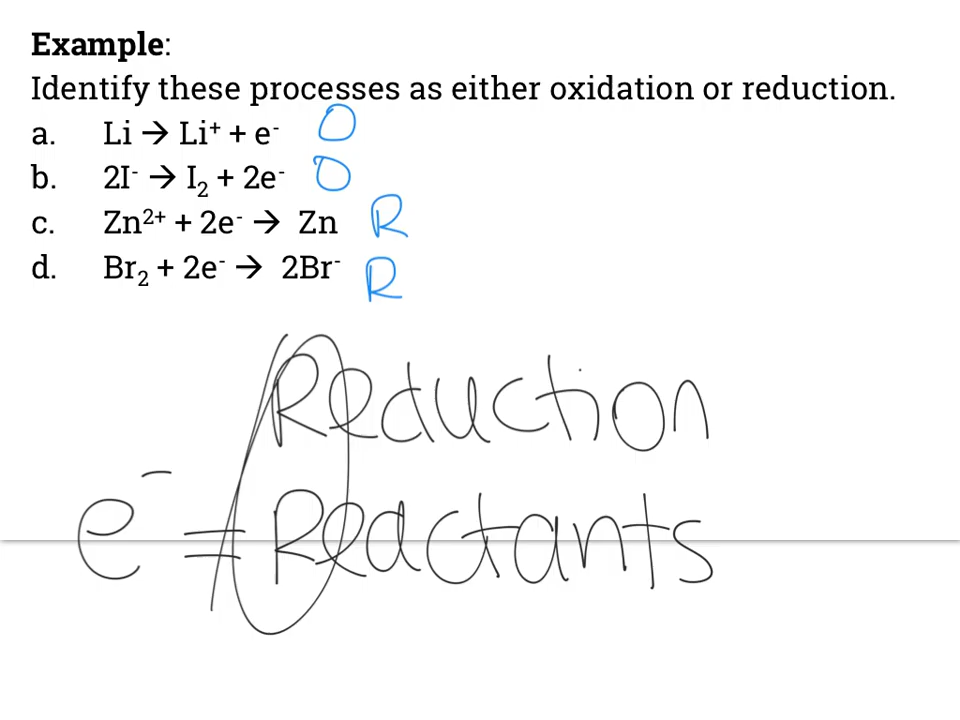 Example:
Identify these processes as either oxidation or reduction.
a. Li → Li⁺ + e⁻ O
b. 2I⁻ → I₂ + 2e⁻ O
c. Zn²⁺ + 2e⁻ → Zn R
d. Br₂ + 2e⁻ → 2Br⁻ R
Reduction
e⁻ = Reactants